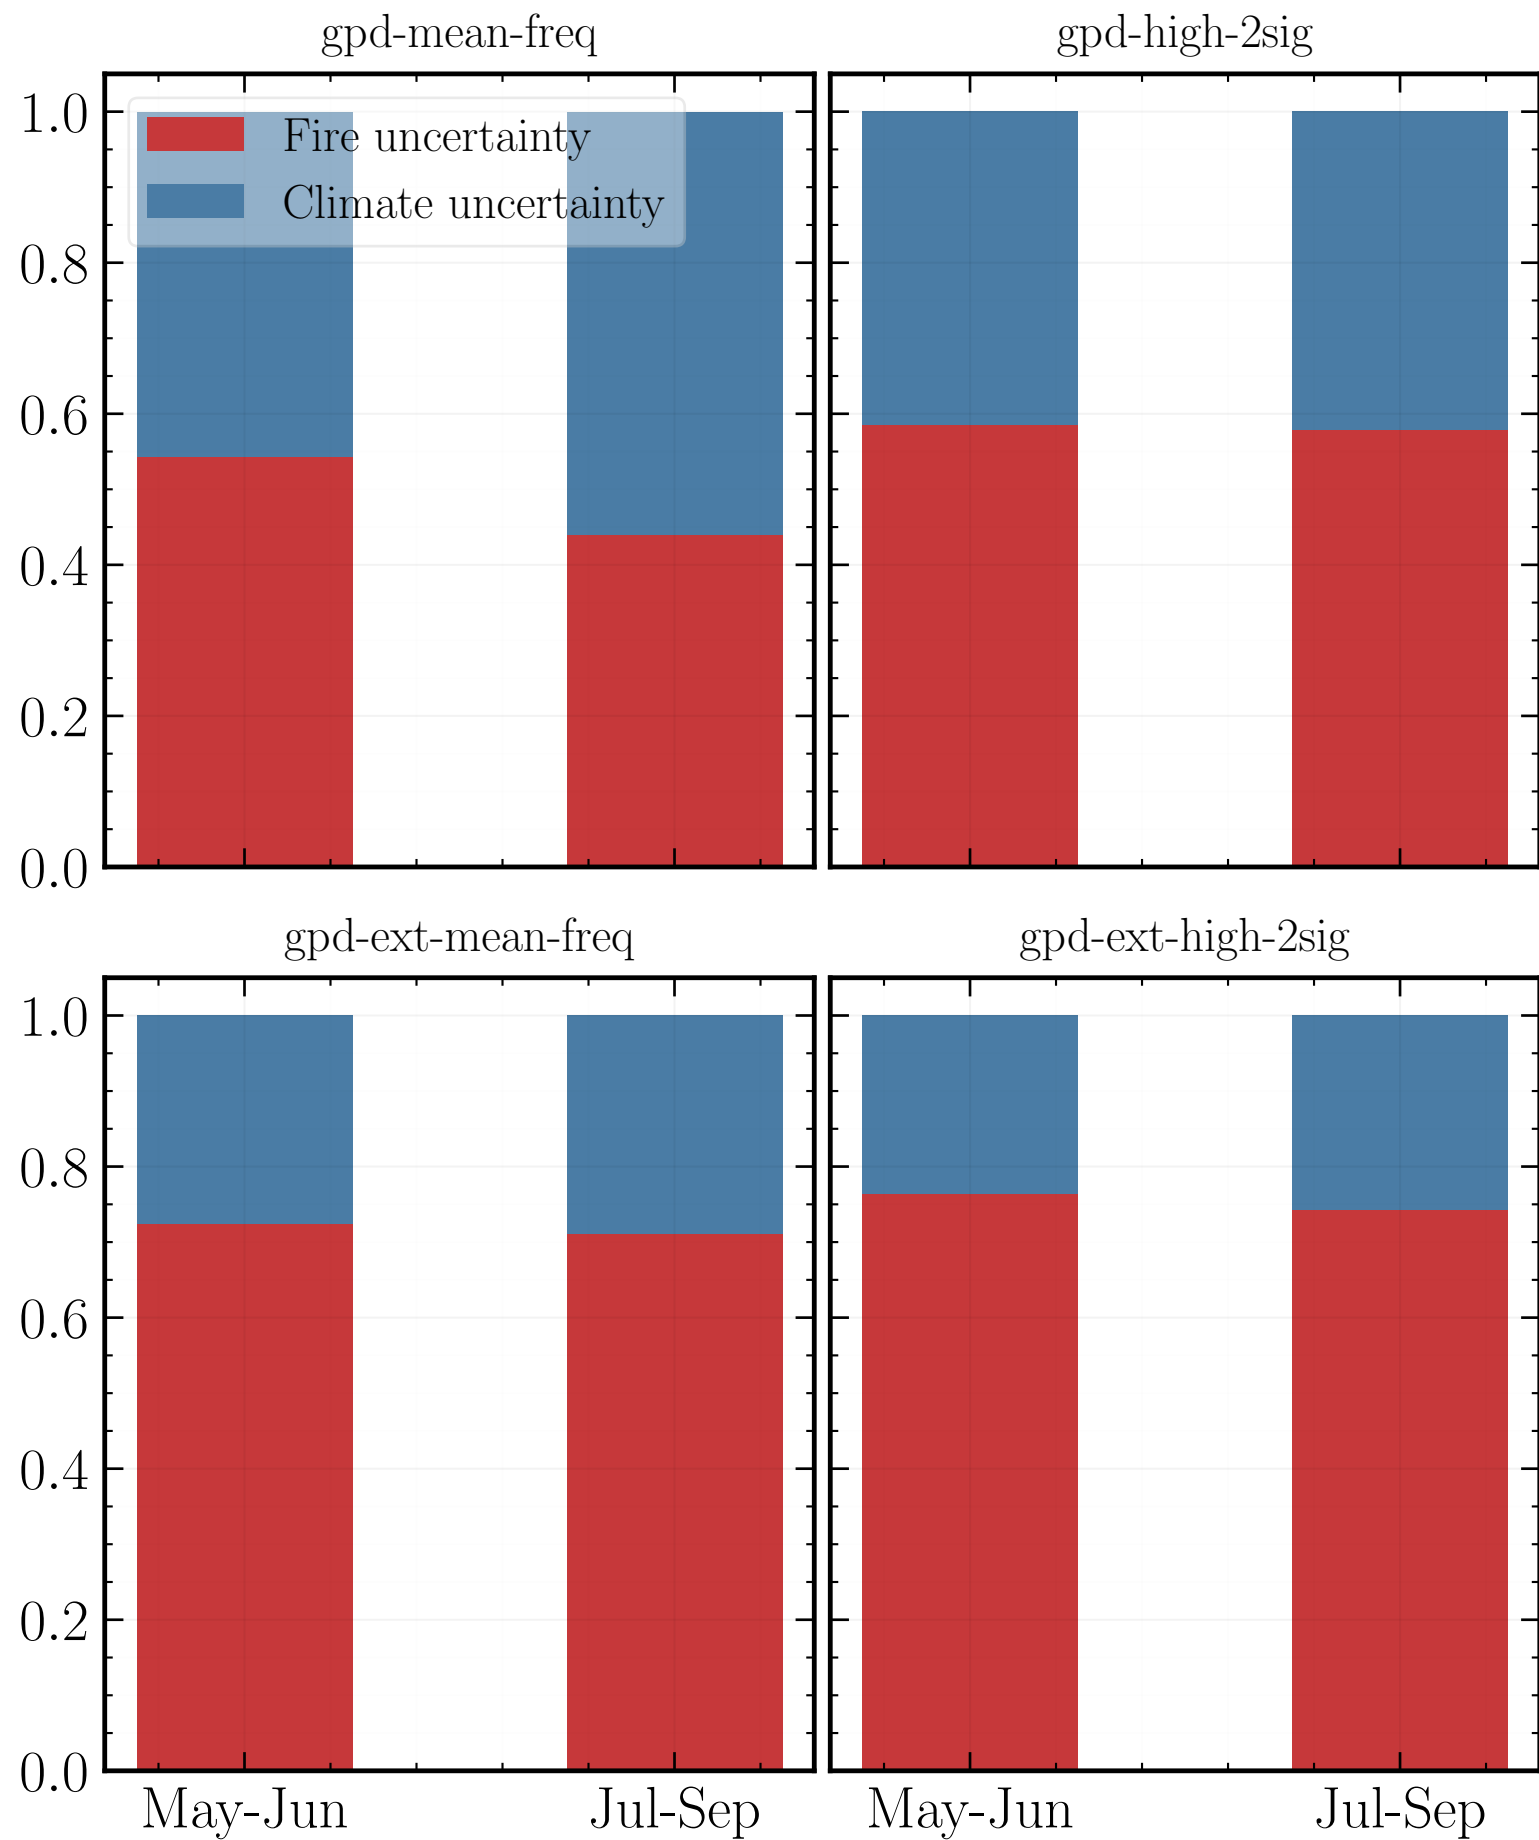 gpd-mean-freq
gpd-high-2sig
1.0
0.8
0.6
0.4
0.2
0.0
Fire uncertainty
Climate uncertainty
gpd-ext-mean-freq
gpd-ext-high-2sig
1.0
0.8
0.6
0.4
0.2
0.0
May-Jun
Jul-Sep
May-Jun
Jul-Sep